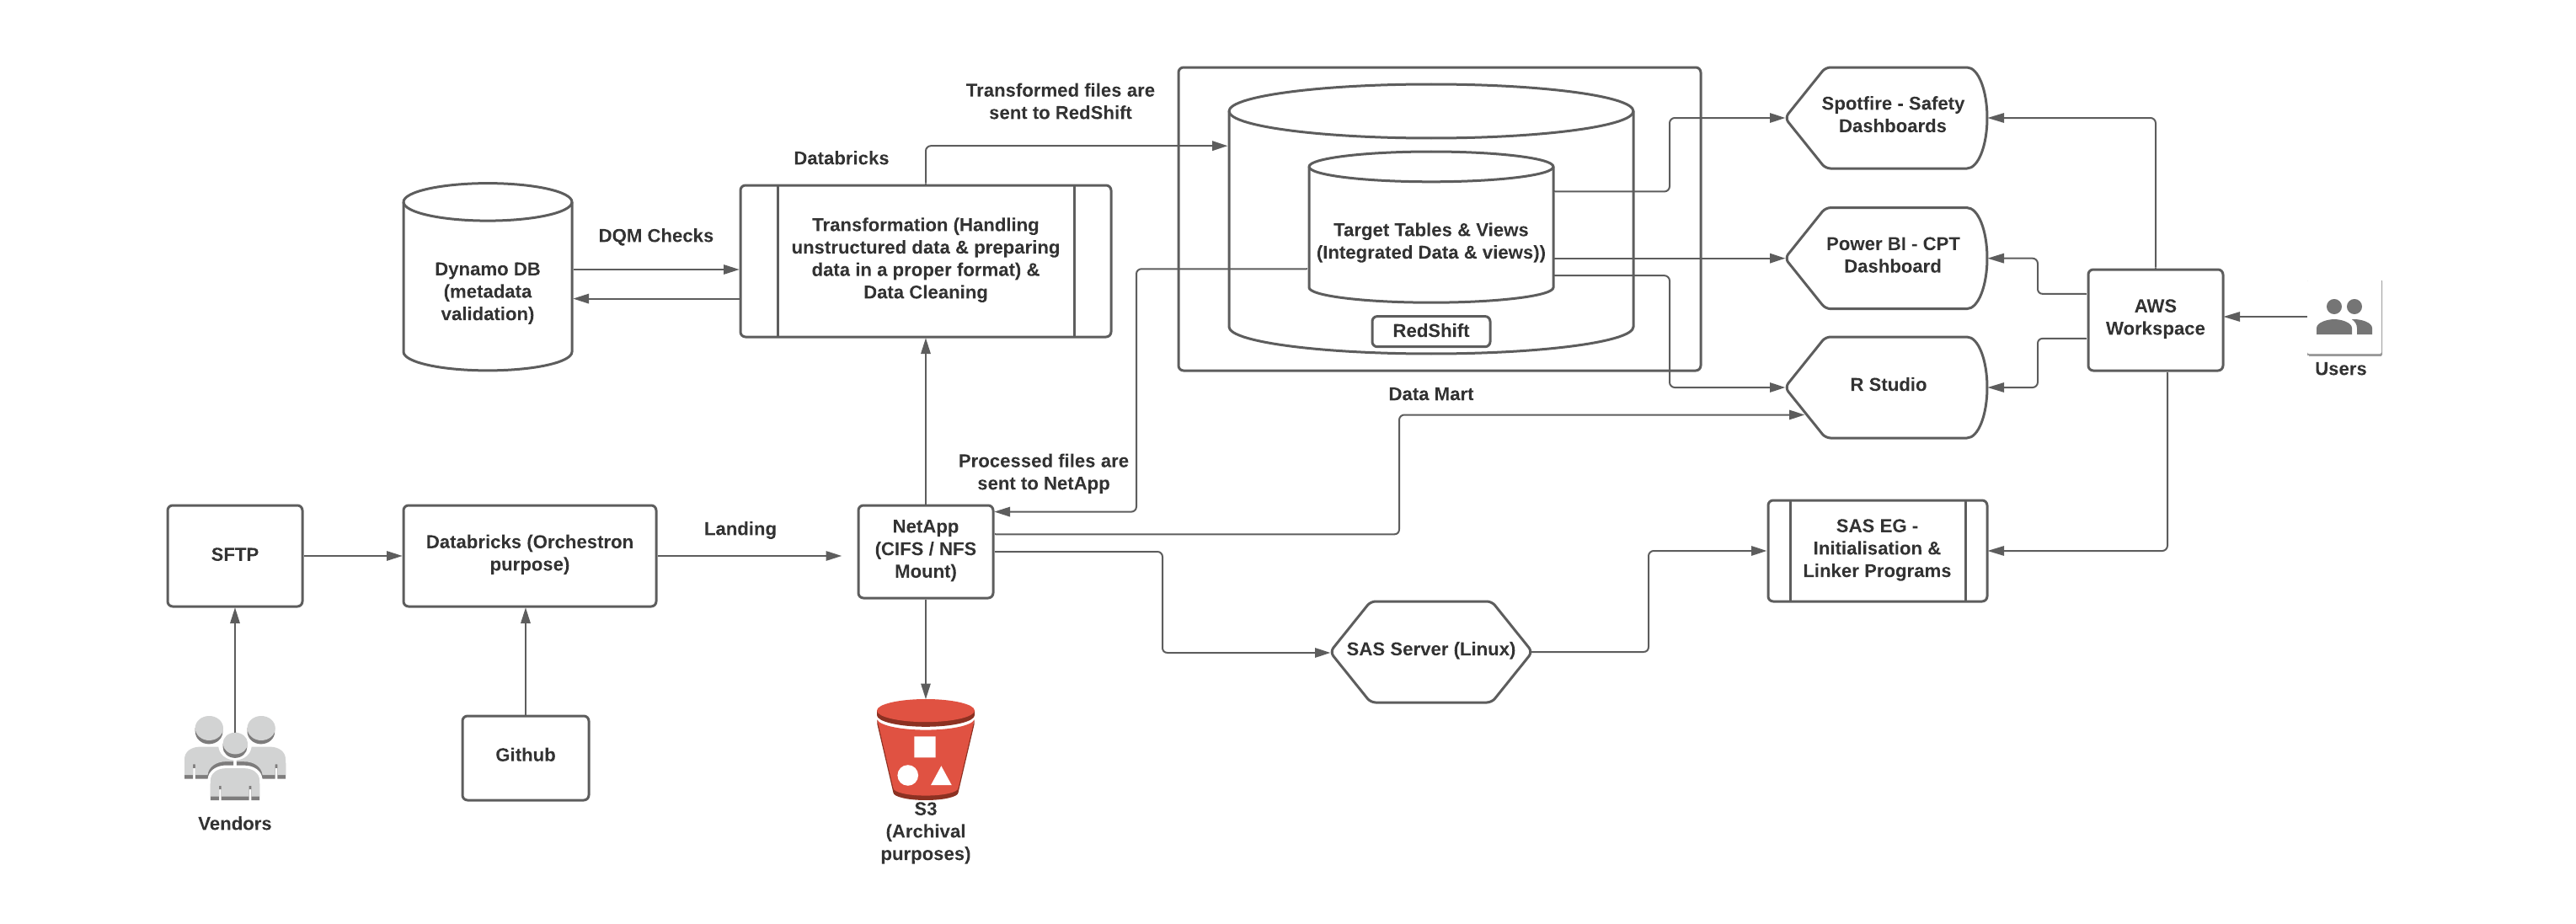 Transformed files are
sent to RedShift
Databricks
DQM Checks
Dynamo DB
(metadata
validation)
Transformation (Handling
unstructured data & preparing
data in a proper format) &
Data Cleaning
Target Tables & Views
(Integrated Data & views))
RedShift
Data Mart
Spotfire - Safety
Dashboards
Power BI - CPT
Dashboard
R Studio
AWS
Workspace
Users
Processed files are
sent to NetApp
SFTP
Databricks (Orchestron
purpose)
Landing
NetApp
(CIFS / NFS
Mount)
SAS EG -
Initialisation &
Linker Programs
SAS Server (Linux)
Vendors
Github
S3
(Archival
purposes)